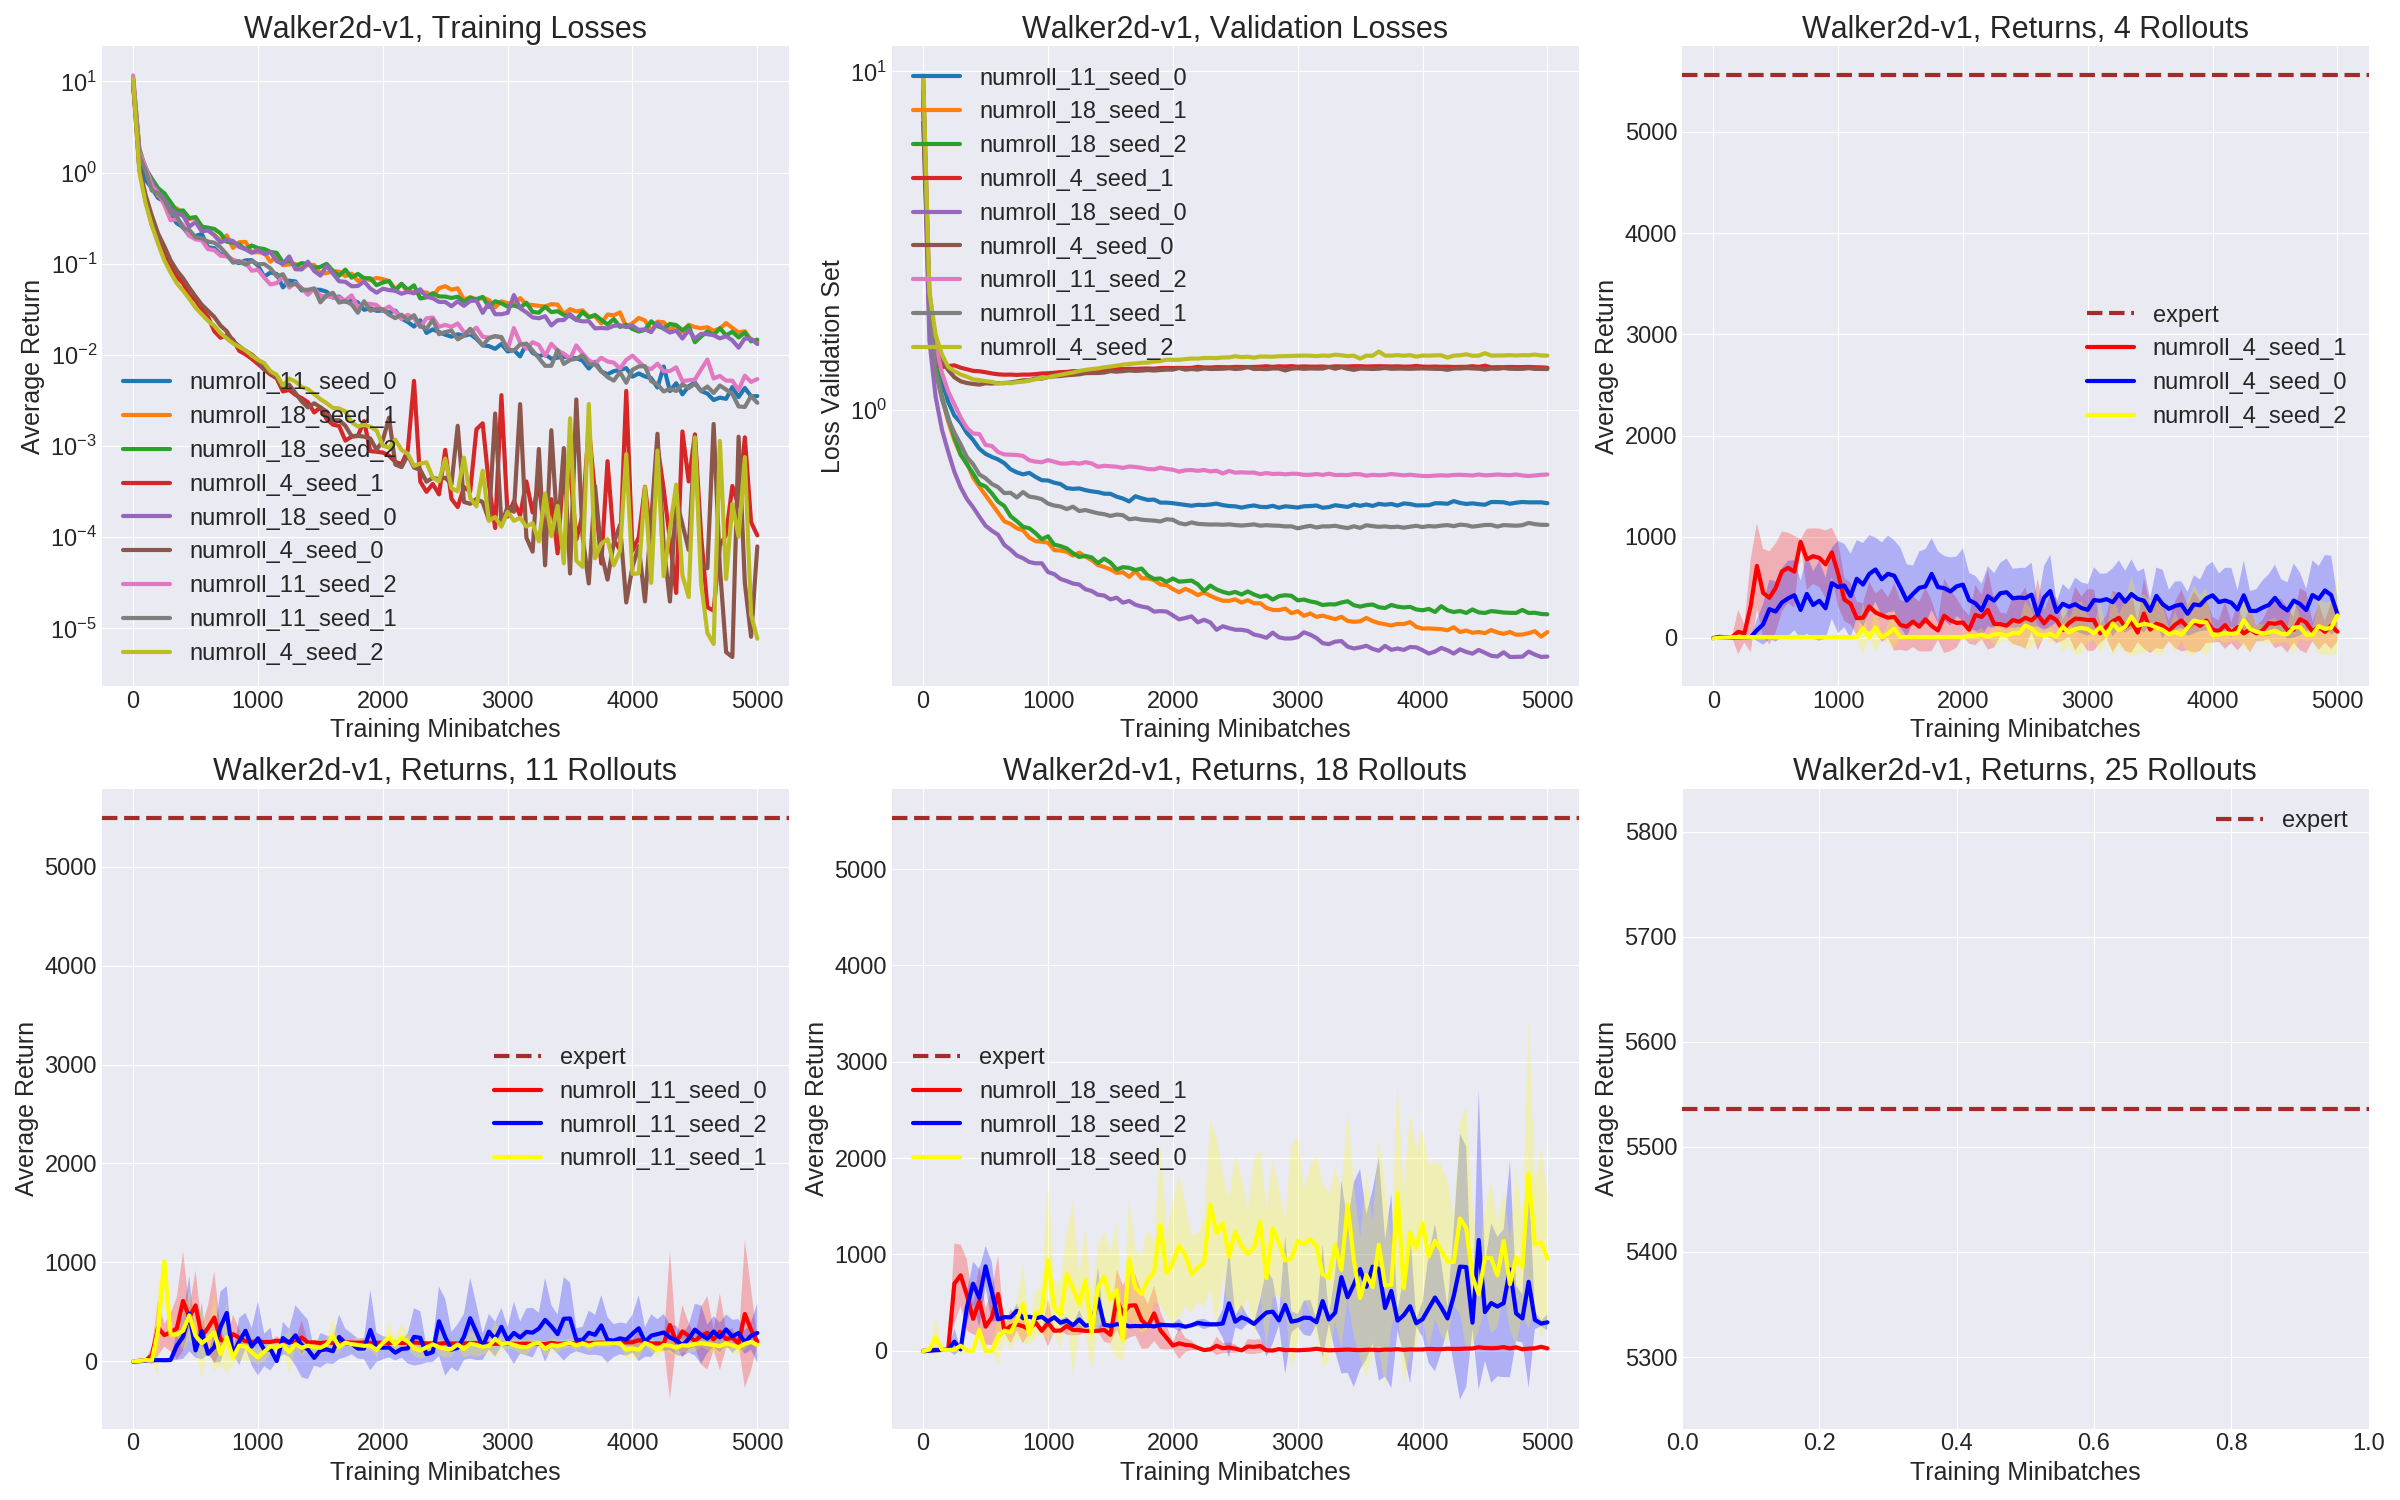 Walker2d-v1, Training Losses
Average Return
10^1
10^0
10^−1
10^−2
10^−3
10^−4
10^−5
numroll_11_seed_0
numroll_18_seed_1
numroll_18_seed_2
numroll_4_seed_1
numroll_18_seed_0
numroll_4_seed_0
numroll_11_seed_2
numroll_11_seed_1
numroll_4_seed_2
0 1000 2000 3000 4000 5000
Training Minibatches
Walker2d-v1, Validation Losses
Loss Validation Set
10^1
10^0
numroll_11_seed_0
numroll_18_seed_1
numroll_18_seed_2
numroll_4_seed_1
numroll_18_seed_0
numroll_4_seed_0
numroll_11_seed_2
numroll_11_seed_1
numroll_4_seed_2
0 1000 2000 3000 4000 5000
Training Minibatches
Walker2d-v1, Returns, 4 Rollouts
Average Return
5000
4000
3000
2000
1000
0
expert
numroll_4_seed_1
numroll_4_seed_0
numroll_4_seed_2
0 1000 2000 3000 4000 5000
Training Minibatches
Walker2d-v1, Returns, 11 Rollouts
Average Return
5000
4000
3000
2000
1000
0
expert
numroll_11_seed_0
numroll_11_seed_2
numroll_11_seed_1
0 1000 2000 3000 4000 5000
Training Minibatches
Walker2d-v1, Returns, 18 Rollouts
Average Return
5000
4000
3000
2000
1000
0
expert
numroll_18_seed_1
numroll_18_seed_2
numroll_18_seed_0
0 1000 2000 3000 4000 5000
Training Minibatches
Walker2d-v1, Returns, 25 Rollouts
Average Return
5800
5700
5600
5500
5400
5300
expert
0.0 0.2 0.4 0.6 0.8 1.0
Training Minibatches